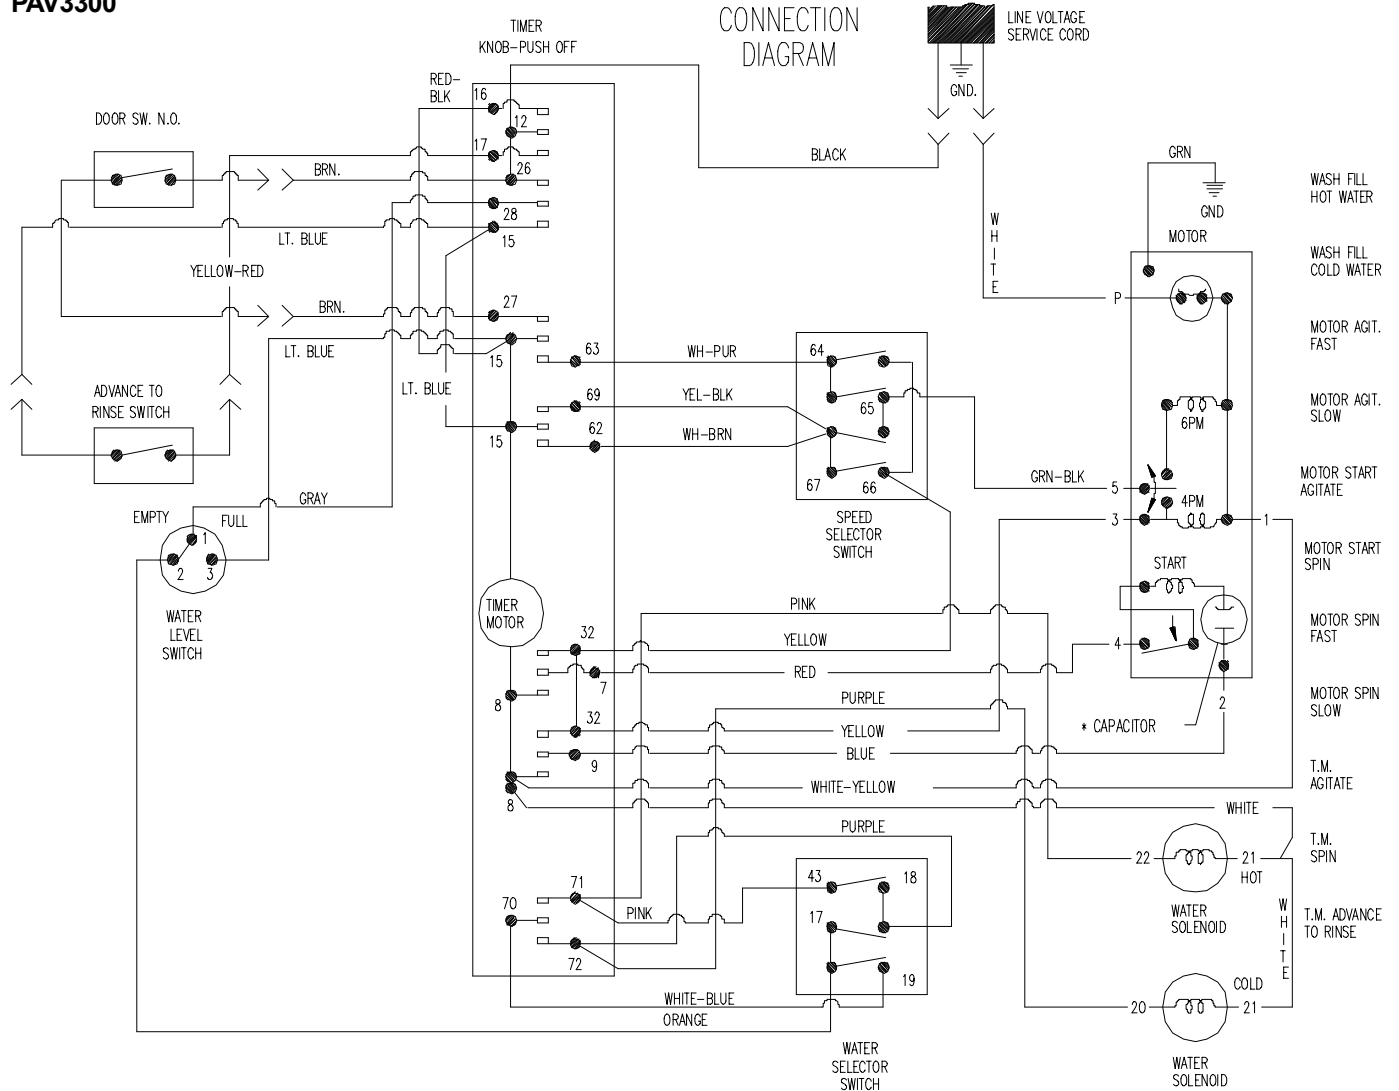 PAV3300
CONNECTION
DIAGRAM
LINE VOLTAGE
SERVICE CORD
TIMER
KNOB-PUSH OFF
GND.
RED-
BLK
16
12
DOOR SW. N.O.
17
BRN.
26
BLACK
GRN
GND
WASH FILL
HOT WATER
28
15
LT. BLUE
WHITE
MOTOR
YELLOW-RED
WASH FILL
COLD WATER
P
BRN.
27
LT. BLUE
15
63
WH-PUR
64
MOTOR AGIT.
FAST
ADVANCE TO
RINSE SWITCH
LT. BLUE
69
YEL-BLK
65
6PM
MOTOR AGIT.
SLOW
15
62
WH-BRN
67
66
GRN-BLK
5
4PM
MOTOR START
AGITATE
GRAY
EMPTY
FULL
1
2
3
WATER
LEVEL
SWITCH
SPEED
SELECTOR
SWITCH
3
1
MOTOR START
SPIN
START
TIMER
MOTOR
PINK
MOTOR SPIN
FAST
32
YELLOW
4
7
RED
8
PURPLE
2
MOTOR SPIN
SLOW
32
YELLOW
* CAPACITOR
9
BLUE
T.M.
AGITATE
WHITE-YELLOW
8
WHITE
PURPLE
T.M.
SPIN
22
21
HOT
71
43
18
70
PINK
17
WATER
SOLENOID
WHITE
T.M. ADVANCE
TO RINSE
72
19
COLD
WHITE-BLUE
20
21
ORANGE
WATER
SELECTOR
SWITCH
WATER
SOLENOID